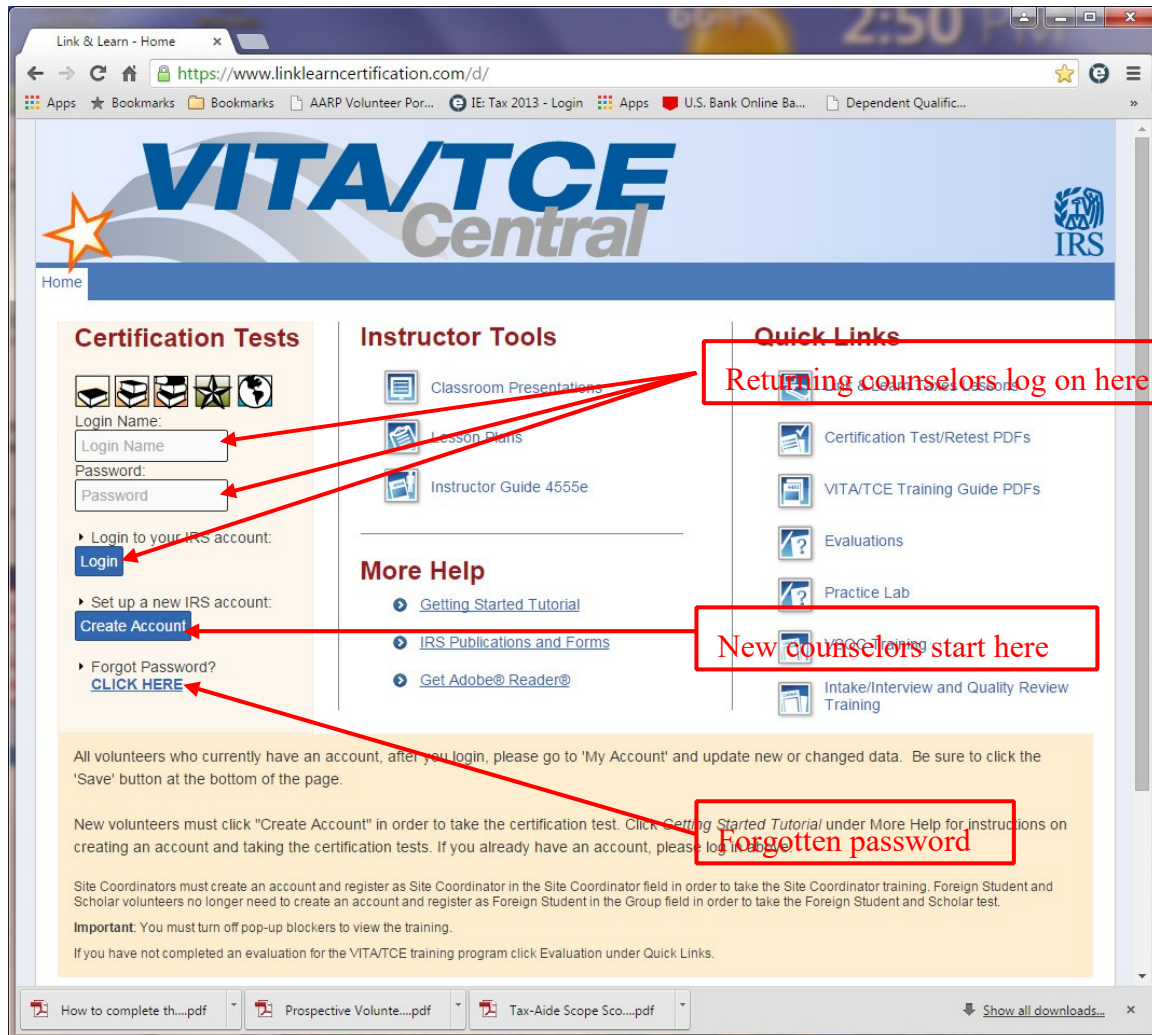 2:50 PM
Link & Learn - Home
https://www.linklearncertification.com/d/
Apps Bookmarks Bookmarks AARP Volunteer Por... IE: Tax 2013 - Login Apps U.S. Bank Online Ba... Dependent Qualific... »
VITA/TCE
Central
IRS
Home
Certification Tests
Login Name:
Login Name
Password:
Password
Login to your IRS account:
Login
Set up a new IRS account:
Create Account
Forgot Password?
CLICK HERE
Instructor Tools
Classroom Presentations
Lesson Plans
Instructor Guide 4555e
More Help
Getting Started Tutorial
IRS Publications and Forms
Get Adobe® Reader®
Quick Links
Returning counselors log on here
Link & Learn Taxes Lessons
Certification Test/Retest PDFs
VITA/TCE Training Guide PDFs
Evaluations
Practice Lab
New counselors start here
Training
Intake/Interview and Quality Review
Training
All volunteers who currently have an account, after you login, please go to 'My Account' and update new or changed data. Be sure to click the
'Save' button at the bottom of the page.
New volunteers must click "Create Account" in order to take the certification test. Click Getting Started Tutorial under More Help for instructions on
creating an account and taking the certification tests. If you already have an account, please log in above.
Forgotten password
Site Coordinators must create an account and register as Site Coordinator in the Site Coordinator field in order to take the Site Coordinator training. Foreign Student and
Scholar volunteers no longer need to create an account and register as Foreign Student in the Group field in order to take the Foreign Student and Scholar test.
Important: You must turn off pop-up blockers to view the training.
If you have not completed an evaluation for the VITA/TCE training program click Evaluation under Quick Links.
How to complete th....pdf Prospective Volunte....pdf Tax-Aide Scope Sco....pdf Show all downloads...